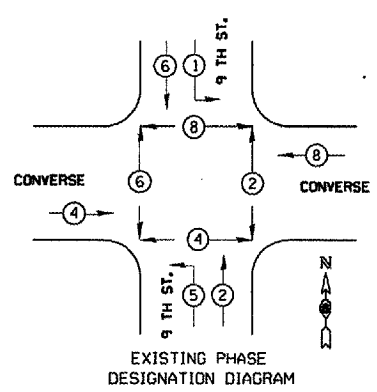 6 1
9 TH ST.
8
8
CONVERSE
6
2
CONVERSE
4
4
9 TH ST.
5 2
N
EXISTING PHASE
DESIGNATION DIAGRAM